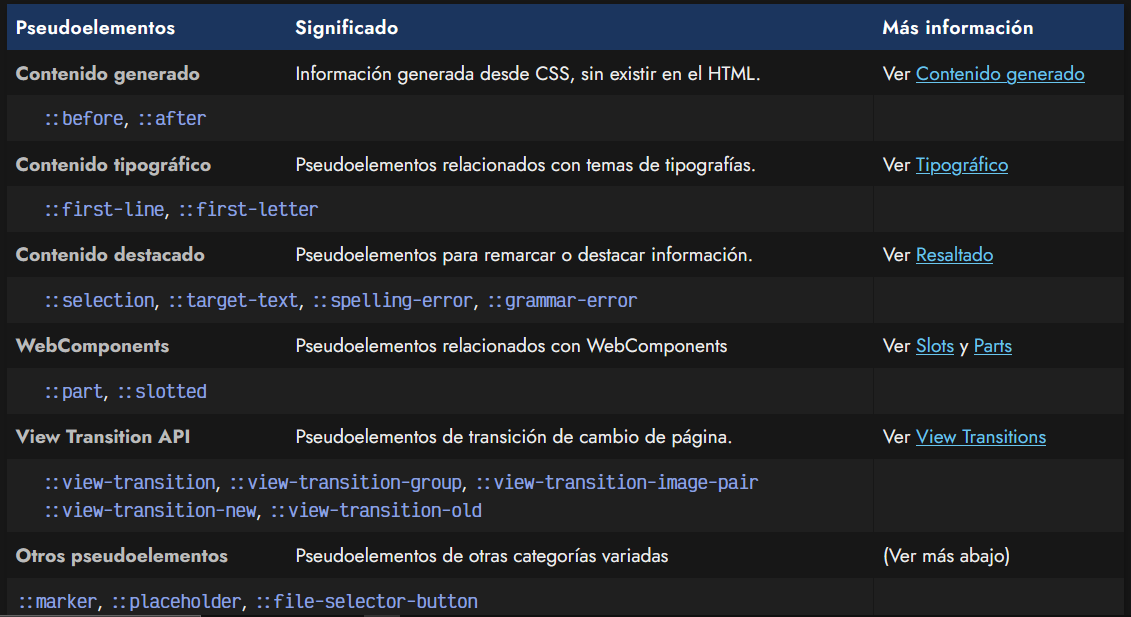 Pseudoelementos Significado Más información
Contenido generado Información generada desde CSS, sin existir en el HTML. Ver Contenido generado
::before, ::after
Contenido tipográfico Pseudoelementos relacionados con temas de tipografías. Ver Tipográfico
::first-line, ::first-letter
Contenido destacado Pseudoelementos para remarcar o destacar información. Ver Resaltado
::selection, ::target-text, ::spelling-error, ::grammar-error
WebComponents Pseudoelementos relacionados con WebComponents Ver Slots y Parts
::part, ::slotted
View Transition API Pseudoelementos de transición de cambio de página. Ver View Transitions
::view-transition, ::view-transition-group, ::view-transition-image-pair
::view-transition-new, ::view-transition-old
Otros pseudoelementos Pseudoelementos de otras categorías variadas (Ver más abajo)
::marker, ::placeholder, ::file-selector-button